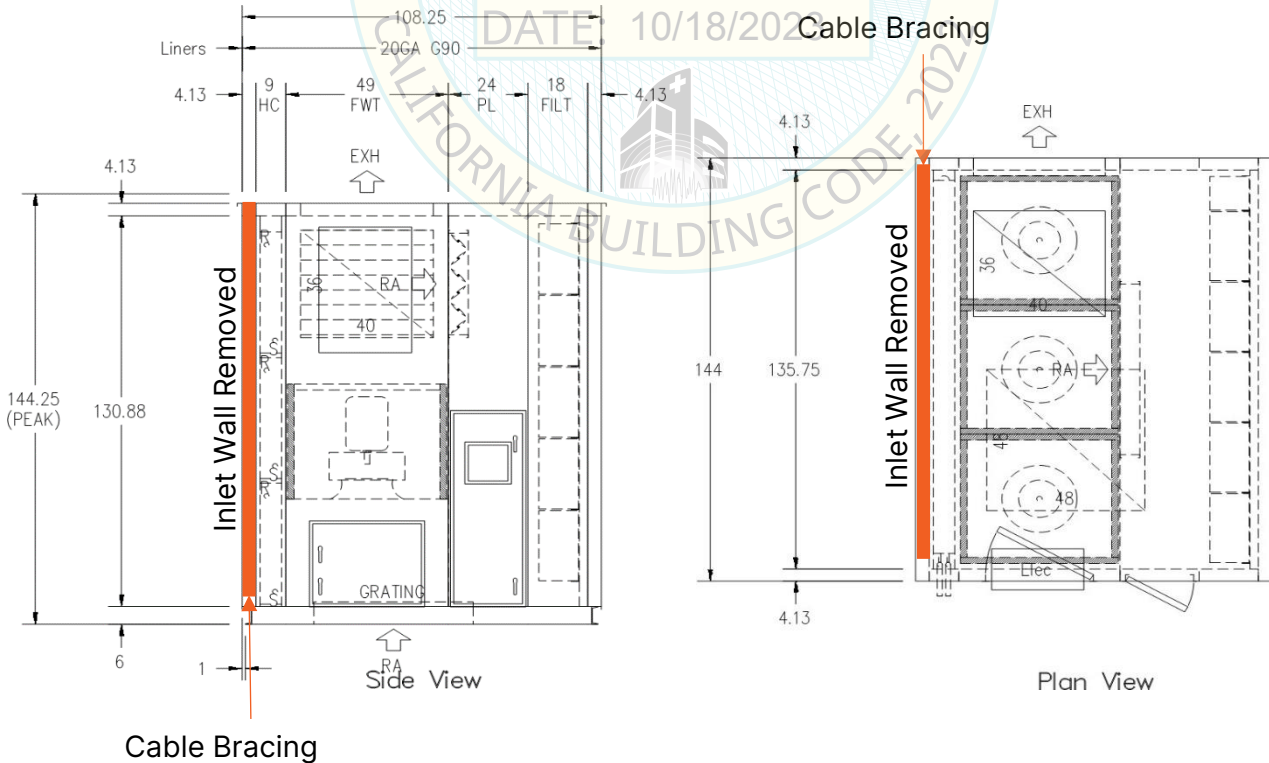 108.25
DATE: 10/18/2023
Cable Bracing
Liners
20GA G90
4.13
9
HC
49
FWT
24
PL
18
FILT
4.13
CALIFORNIA BUILDING CODE, 2022
EXH
4.13
EXH
4.13
144.25
(PEAK)
130.88
Inlet Wall Removed
R
S
R
S
R
S
36
RA
40
GRATING
6
1
RA
Side View
Cable Bracing
144
135.75
Inlet Wall Removed
36
40
RA
48
48
Elec
4.13
Plan View